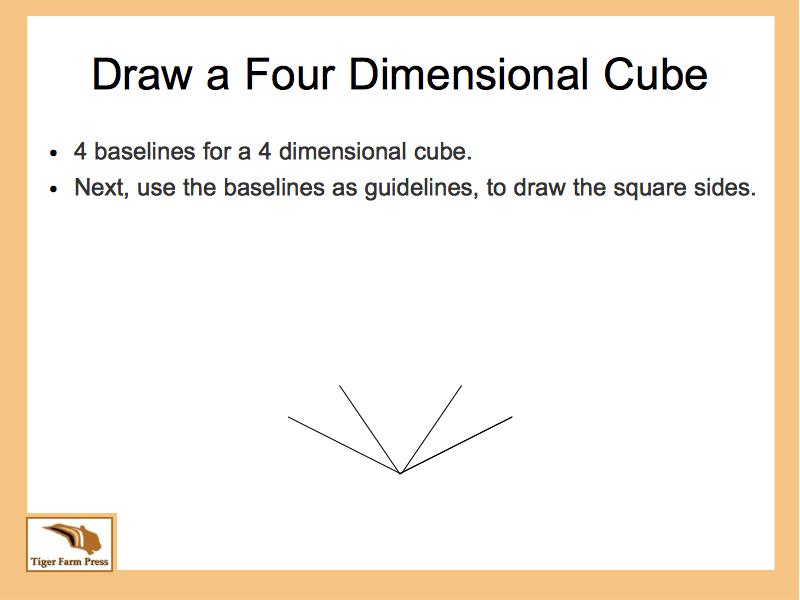 Draw a Four Dimensional Cube
• 4 baselines for a 4 dimensional cube.
• Next, use the baselines as guidelines, to draw the square sides.
Tiger Farm Press